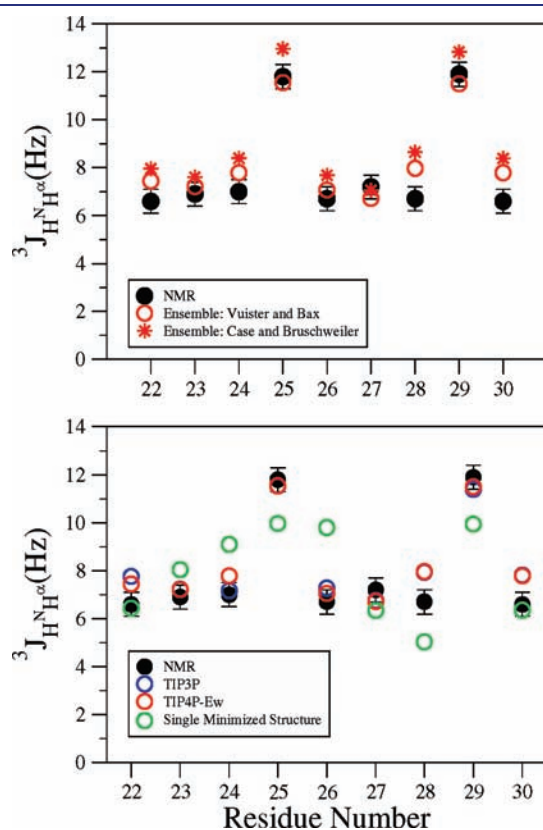 14
12
10
8
6
4
2
0
³J_HᴺHᵅ(Hz)
NMR
Ensemble: Vuister and Bax
Ensemble: Case and Bruschweiler
22 23 24 25 26 27 28 29 30
14
12
10
8
6
4
2
0
³J_HᴺHᵅ(Hz)
NMR
TIP3P
TIP4P-Ew
Single Minimized Structure
22 23 24 25 26 27 28 29 30
Residue Number